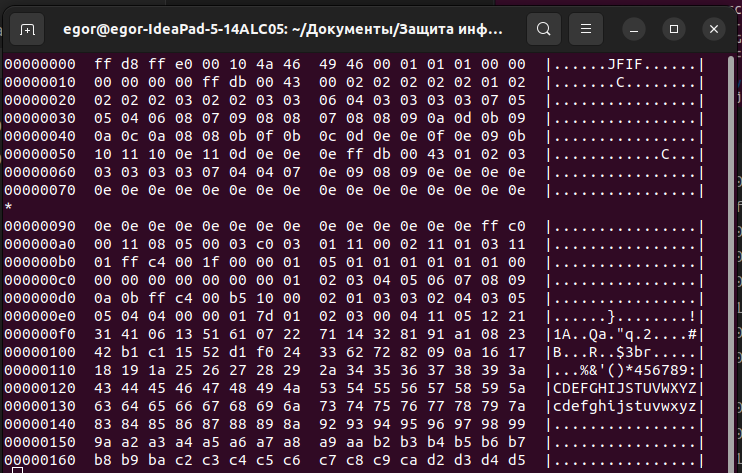 egor@egor-IdeaPad-5-14ALC05: ~/Документы/Защита инф...
00000000  ff d8 ff e0 00 10 4a 46  49 46 00 01 01 01 00 00  |......JFIF......|
00000010  00 00 00 00 ff db 00 43  00 02 02 02 02 02 01 02  |.......C........|
00000020  02 02 02 03 02 02 03 03  06 04 03 03 03 03 07 05  |................|
00000030  05 04 06 08 07 09 08 08  07 08 08 09 0a 0d 0b 09  |................|
00000040  0a 0c 0a 08 08 0b 0f 0b  0c 0d 0e 0e 0f 0e 09 0b  |................|
00000050  10 11 10 0e 11 0d 0e 0e  0e ff db 00 43 01 02 03  |............C...|
00000060  03 03 03 03 07 04 04 07  0e 09 08 09 0e 0e 0e 0e  |................|
00000070  0e 0e 0e 0e 0e 0e 0e 0e  0e 0e 0e 0e 0e 0e 0e 0e  |................|
*
00000090  0e 0e 0e 0e 0e 0e 0e 0e  0e 0e 0e 0e 0e 0e ff c0  |................|
000000a0  00 11 08 05 00 03 c0 03  01 11 00 02 11 01 03 11  |................|
000000b0  01 ff c4 00 1f 00 00 01  05 01 01 01 01 01 01 00  |................|
000000c0  00 00 00 00 00 00 00 01  02 03 04 05 06 07 08 09  |................|
000000d0  0a 0b ff c4 00 b5 10 00  02 01 03 03 02 04 03 05  |................|
000000e0  05 04 04 00 00 01 7d 01  02 03 00 04 11 05 12 21  |......}........!|
000000f0  31 41 06 13 51 61 07 22  71 14 32 81 91 a1 08 23  |1A..Qa."q.2....#|
00000100  42 b1 c1 15 52 d1 f0 24  33 62 72 82 09 0a 16 17  |B...R..$3br.....|
00000110  18 19 1a 25 26 27 28 29  2a 34 35 36 37 38 39 3a  |...%&'()*456789:|
00000120  43 44 45 46 47 48 49 4a  53 54 55 56 57 58 59 5a  |CDEFGHIJSTUVWXYZ|
00000130  63 64 65 66 67 68 69 6a  73 74 75 76 77 78 79 7a  |cdefghijstuvwxyz|
00000140  83 84 85 86 87 88 89 8a  92 93 94 95 96 97 98 99  |................|
00000150  9a a2 a3 a4 a5 a6 a7 a8  a9 aa b2 b3 b4 b5 b6 b7  |................|
00000160  b8 b9 ba c2 c3 c4 c5 c6  c7 c8 c9 ca d2 d3 d4 d5  |................|